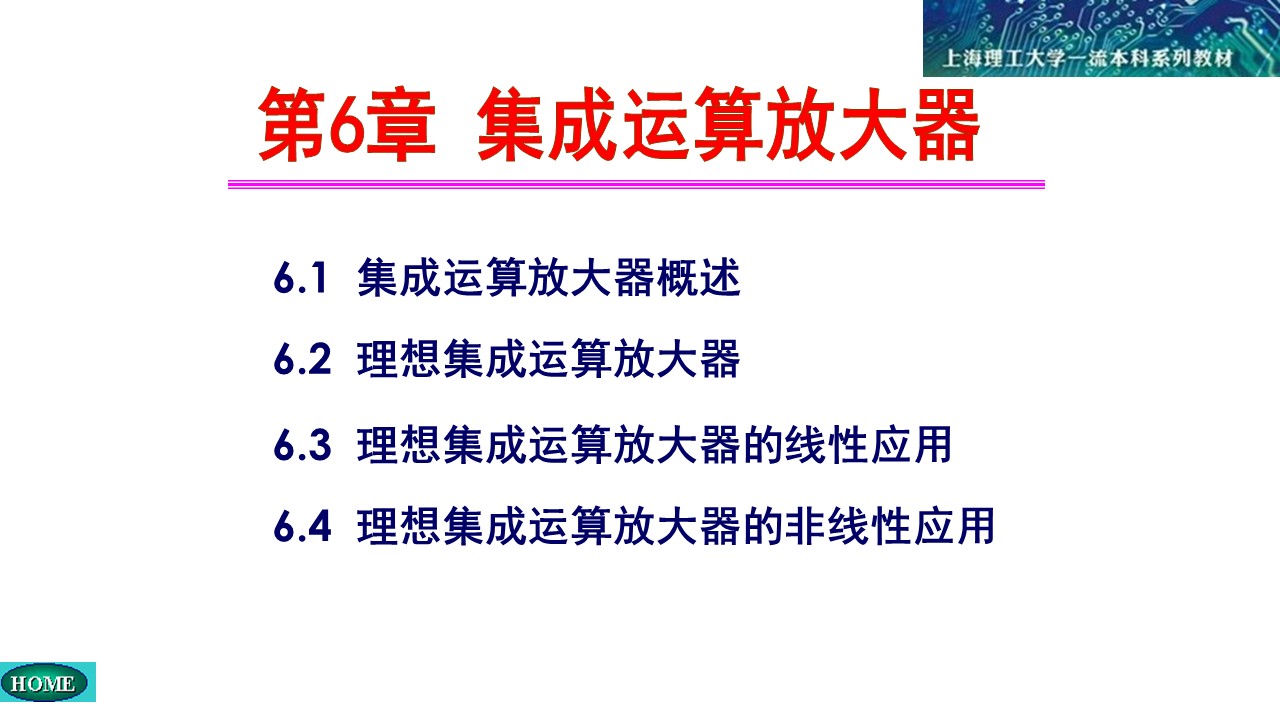 上海理工大学一流本科系列教材
第6章 集成运算放大器
6.1 集成运算放大器概述
6.2 理想集成运算放大器
6.3 理想集成运算放大器的线性应用
6.4 理想集成运算放大器的非线性应用
HOME